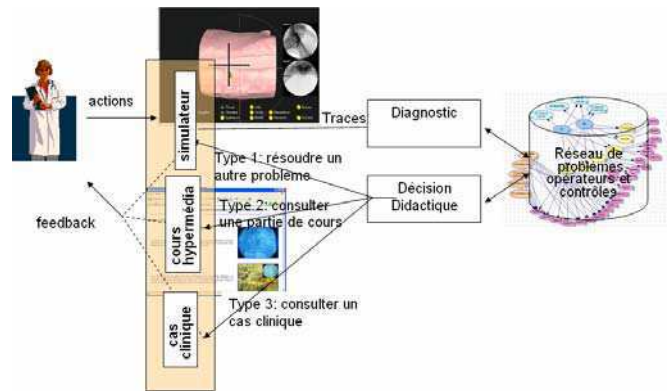 actions
simulateur
Traces
Diagnostic
Réseau de
problèmes
opérateurs et
contrôles
Type 1: résoudre un
autre problème
Décision
Didactique
feedback
cours
hypermédia
Type 2: consulter
une partie de cours
Type 3: consulter un
cas clinique
cas
clinique